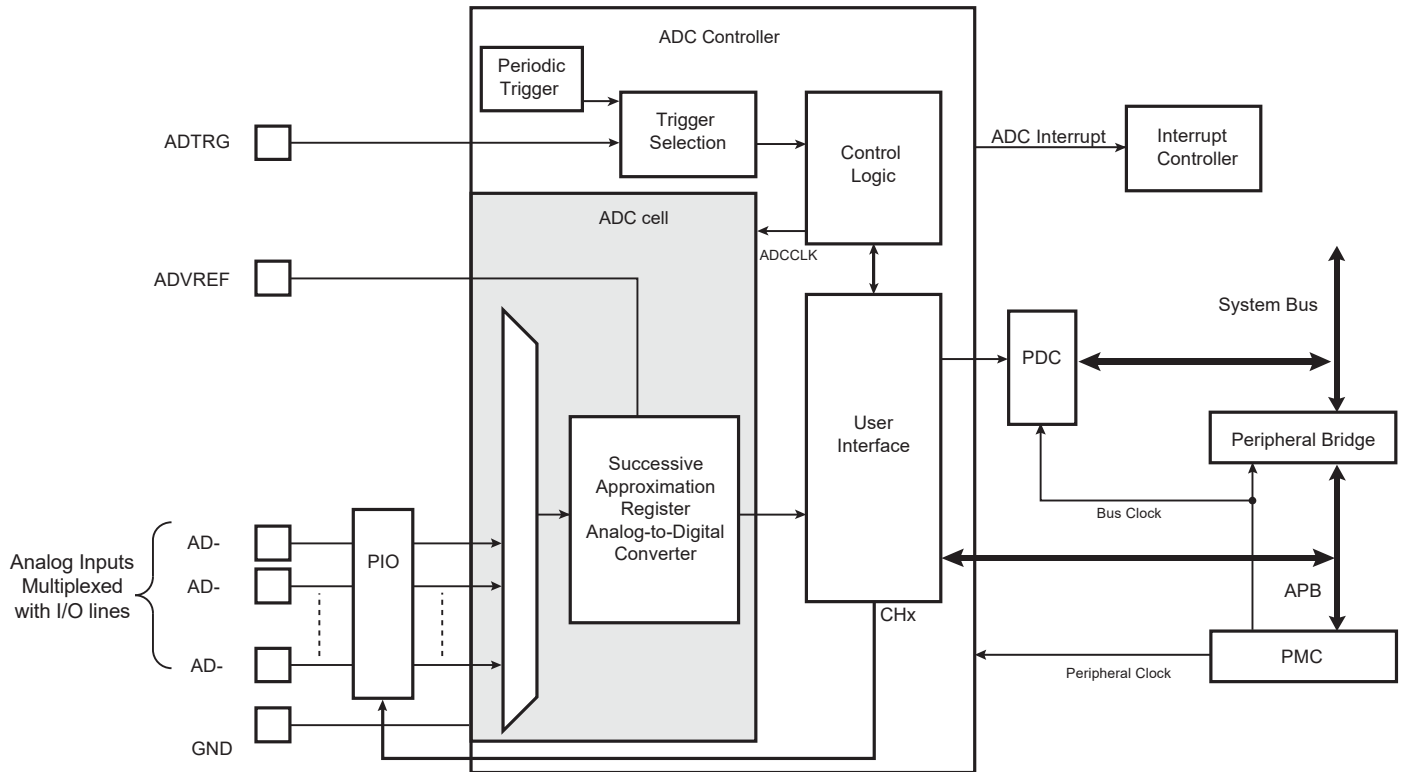 ADC Controller
Periodic
Trigger
Trigger
Selection
Control
Logic
ADTRG
ADC Interrupt
Interrupt
Controller
ADC cell
ADCCLK
ADVREF
System Bus
PDC
User
Interface
Peripheral Bridge
Successive
Approximation
Register
Analog-to-Digital
Converter
Bus Clock
Analog Inputs
Multiplexed
with I/O lines
AD-
AD-
AD-
PIO
APB
CHx
PMC
Peripheral Clock
GND